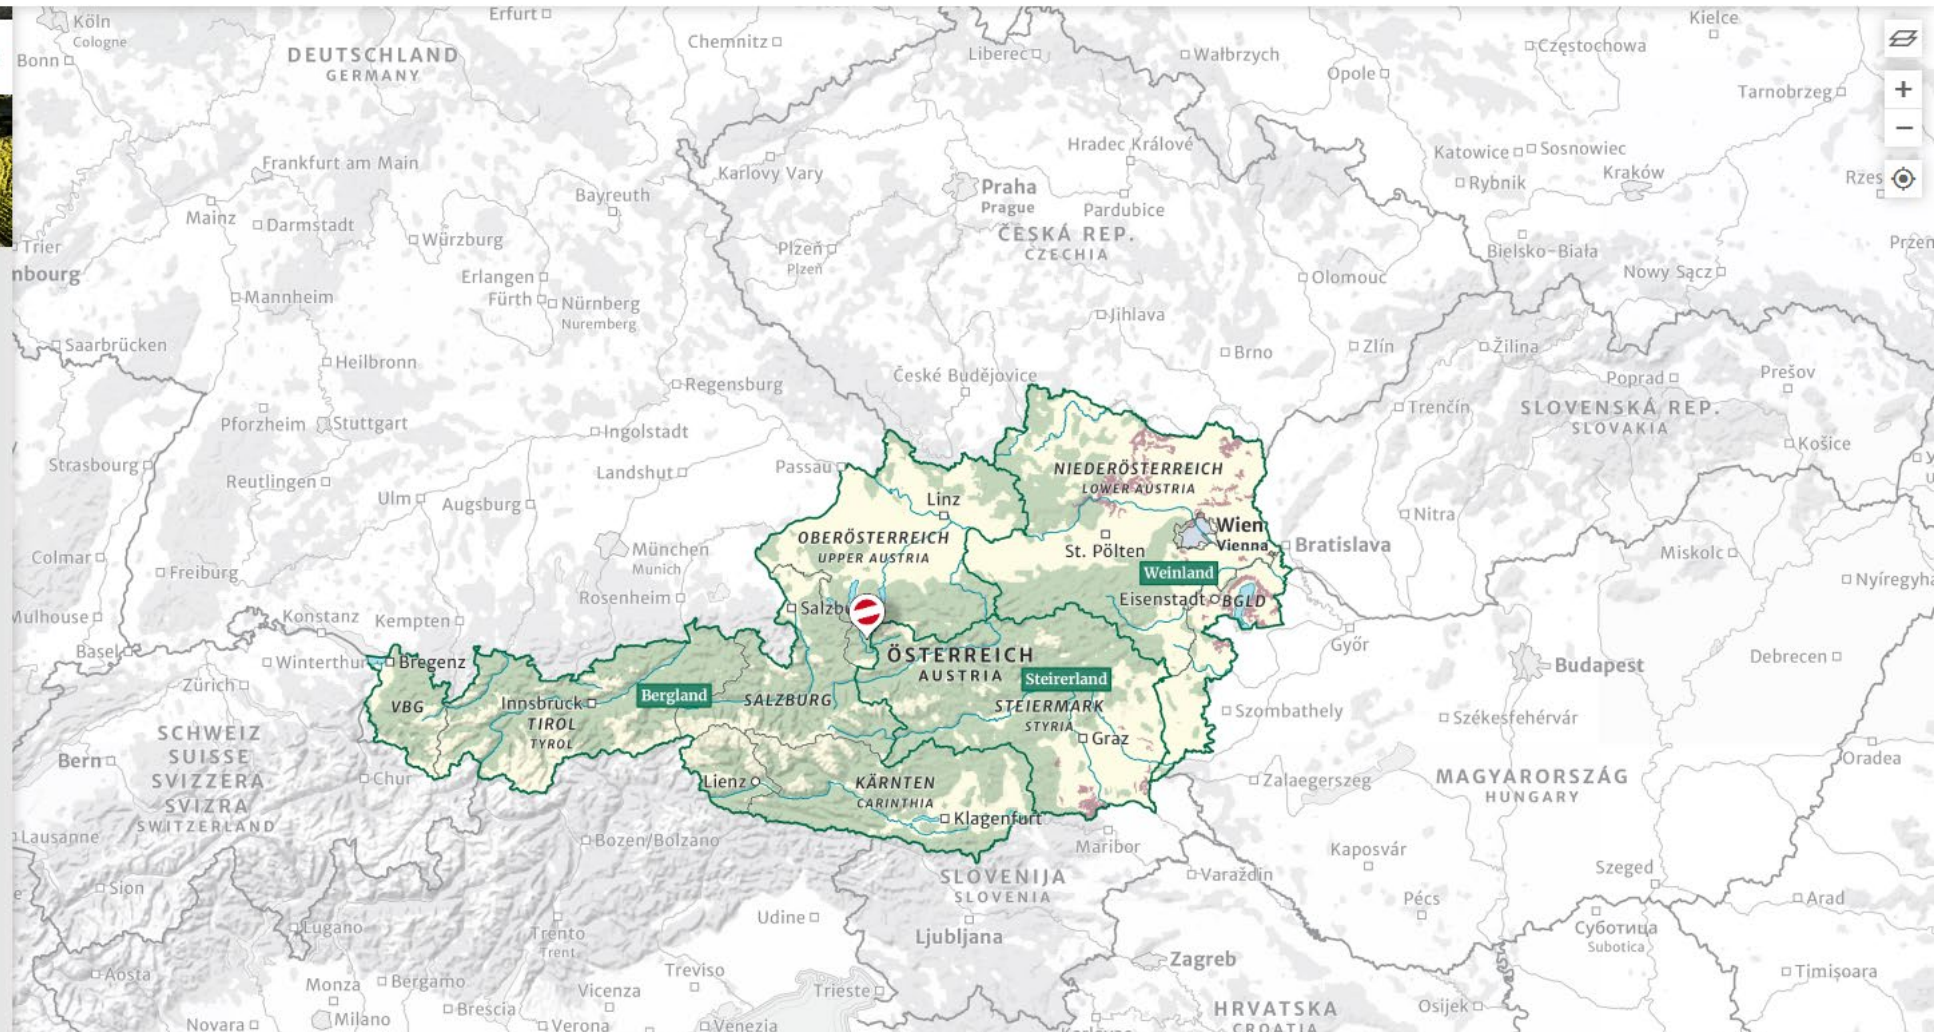 Köln
Cologne
Bonn
Erfurt
DEUTSCHLAND
GERMANY
Chemnitz
Liberec
Wałbrzych
Opole
Częstochowa
Kielce
Tarnobrzeg
+
−
Frankfurt am Main
Mainz
Darmstadt
Trier
nbourg
Würzburg
Bayreuth
Karlovy Vary
Hradec Králové
Praha
Prague
Pardubice
ČESKÁ REP.
CZECHIA
Plzeň
Plzeň
Katowice
Sosnowiec
Rybnik
Kraków
Rzes
Bielsko-Biała
Nowy Sącz
Przen
Olomouc
Erlangen
Fürth
Nürnberg
Nuremberg
Mannheim
Saarbrücken
Heilbronn
Jihlava
Brno
Zlín
Žilina
Poprad
Prešov
Regensburg
České Budějovice
Pforzheim
Stuttgart
Ingolstadt
Trenčín
SLOVENSKÁ REP.
SLOVAKIA
Košice
Strasbourg
Reutlingen
Ulm
Augsburg
Landshut
Passau
Linz
NIEDERÖSTERREICH
LOWER AUSTRIA
OBERÖSTERREICH
UPPER AUSTRIA
St. Pölten
Wien
Vienna
Bratislava
Nitra
Miskolc
Nyíregyha
Colmar
Freiburg
München
Munich
Rosenheim
Weinland
Eisenstadt
BGLD
Salzbu
Mulhouse
Konstanz
Kempten
Basel
Winterthur
Bregenz
Zürich
Győr
Budapest
Debrecen
ÖSTERREICH
AUSTRIA
Steirerland
Bergland
SALZBURG
STEIERMARK
STYRIA
Graz
VBG
Innsbruck
TIROL
TYROL
Szombathely
Székesfehérvár
Oradea
SCHWEIZ
SUISSE
SVIZZERA
SVIZRA
SWITZERLAND
Bern
Chur
Lienz
KÄRNTEN
CARINTHIA
Klagenfurt
Zalaegerszeg
MAGYARORSZÁG
HUNGARY
Lausanne
Bozen/Bolzano
Maribor
Kaposvár
Szeged
Sion
SLOVENIJA
SLOVENIA
Varaždin
Pécs
Arad
Lugano
Trento
Trent
Udine
Ljubljana
Суботица
Subotica
Aosta
Monza
Bergamo
Treviso
Zagreb
Timișoara
Novara
Milano
Brescia
Vicenza
Verona
Venezia
Trieste
HRVATSKA
CROATIA
Osijek